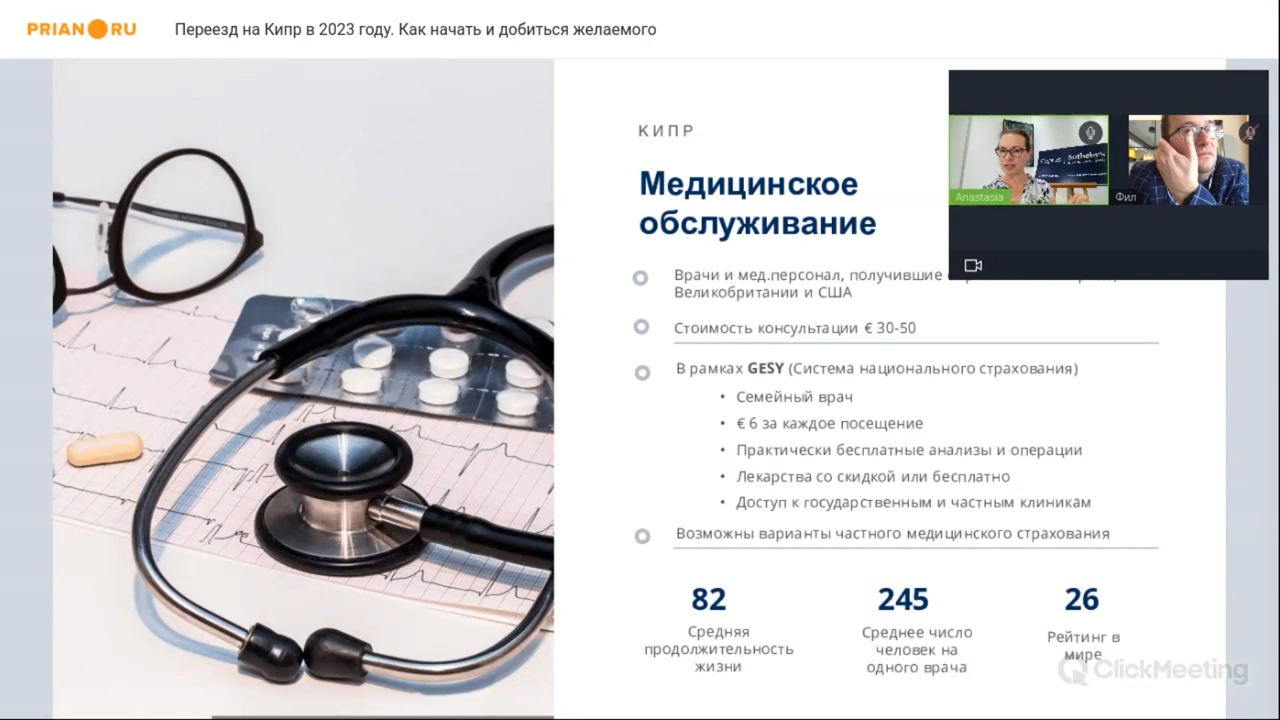 PRIAN RU
Переезд на Кипр в 2023 году. Как начать и добиться желаемого
КИПР
Медицинское
обслуживание
Cyprus Sotheby's
Anastasia
Фил
Врачи и мед.персонал, получившие
Великобритании и США
Стоимость консультации € 30-50
В рамках GESY (Система национального страхования)
• Семейный врач
• € 6 за каждое посещение
• Практически бесплатные анализы и операции
• Лекарства со скидкой или бесплатно
• Доступ к государственным и частным клиникам
Возможны варианты частного медицинского страхования
82
Средняя
продолжительность
жизни
245
Среднее число
человек на
одного врача
26
Рейтинг в
мире
ClickMeeting